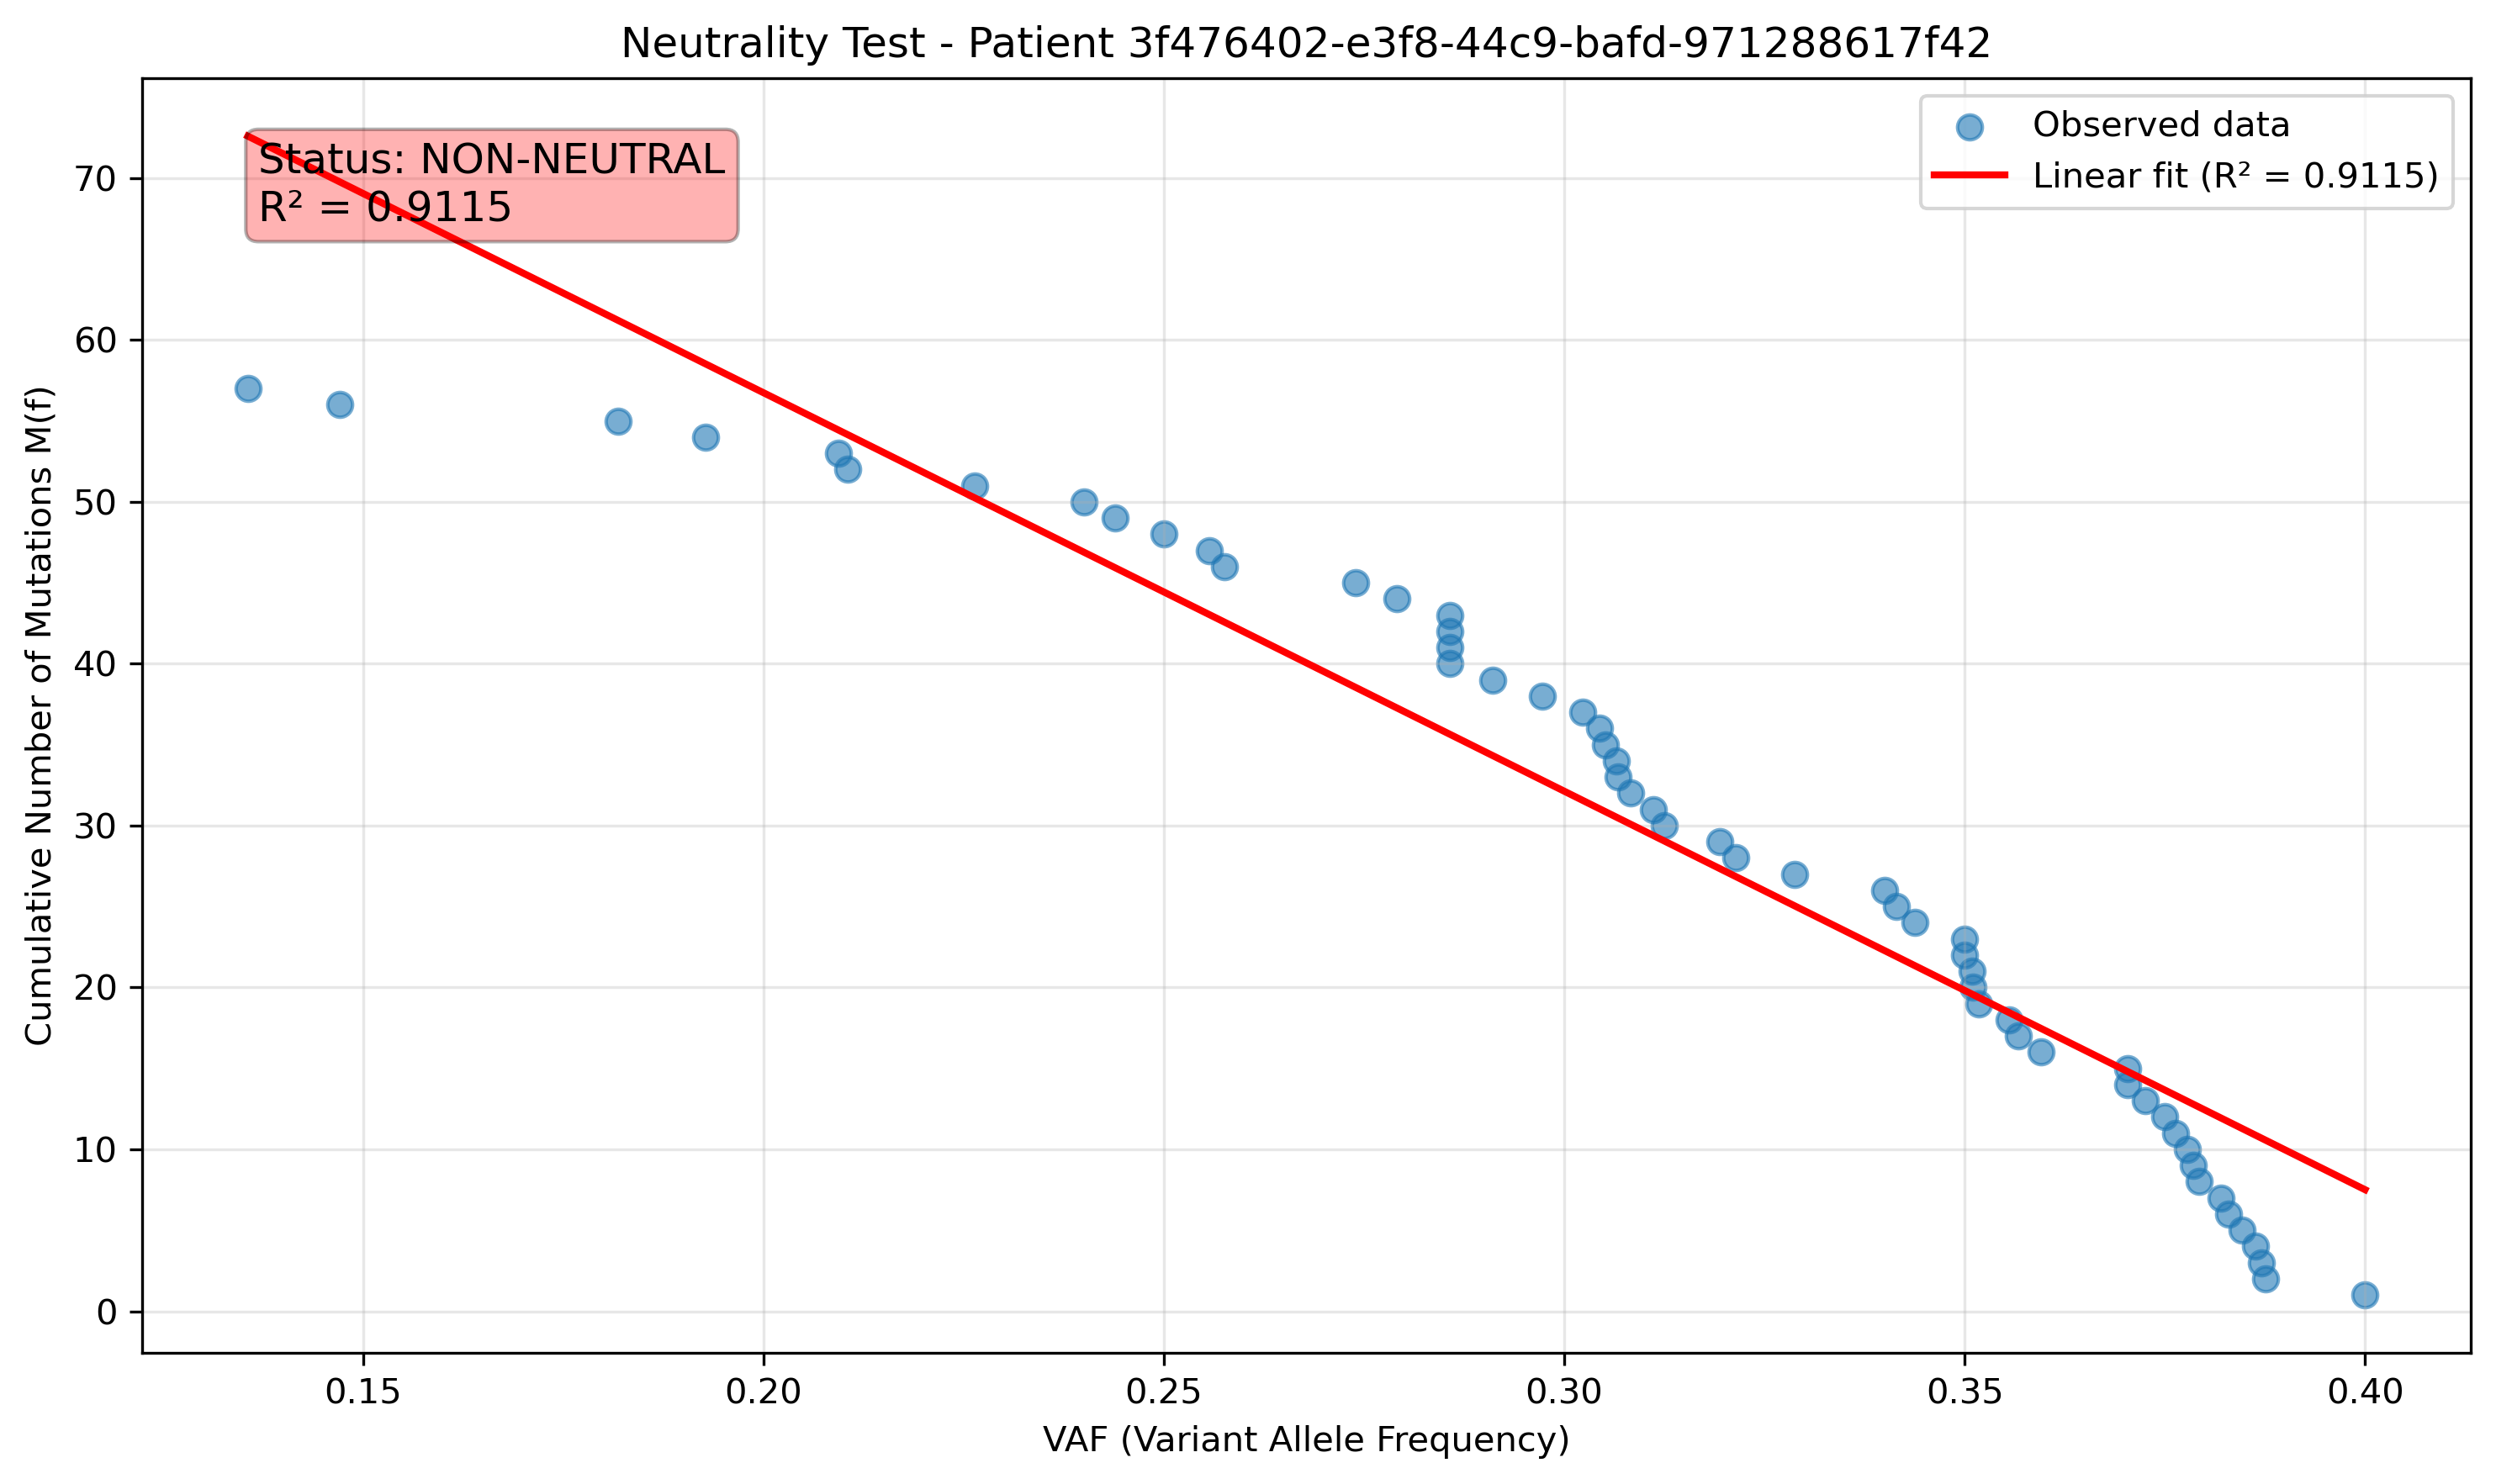 Neutrality Test - Patient 3f476402-e3f8-44c9-bafd-971288617f42
Status: NON-NEUTRAL
R² = 0.9115
Observed data
Linear fit (R² = 0.9115)
Cumulative Number of Mutations M(f)
70
60
50
40
30
20
10
0
0.15 0.20 0.25 0.30 0.35 0.40
VAF (Variant Allele Frequency)